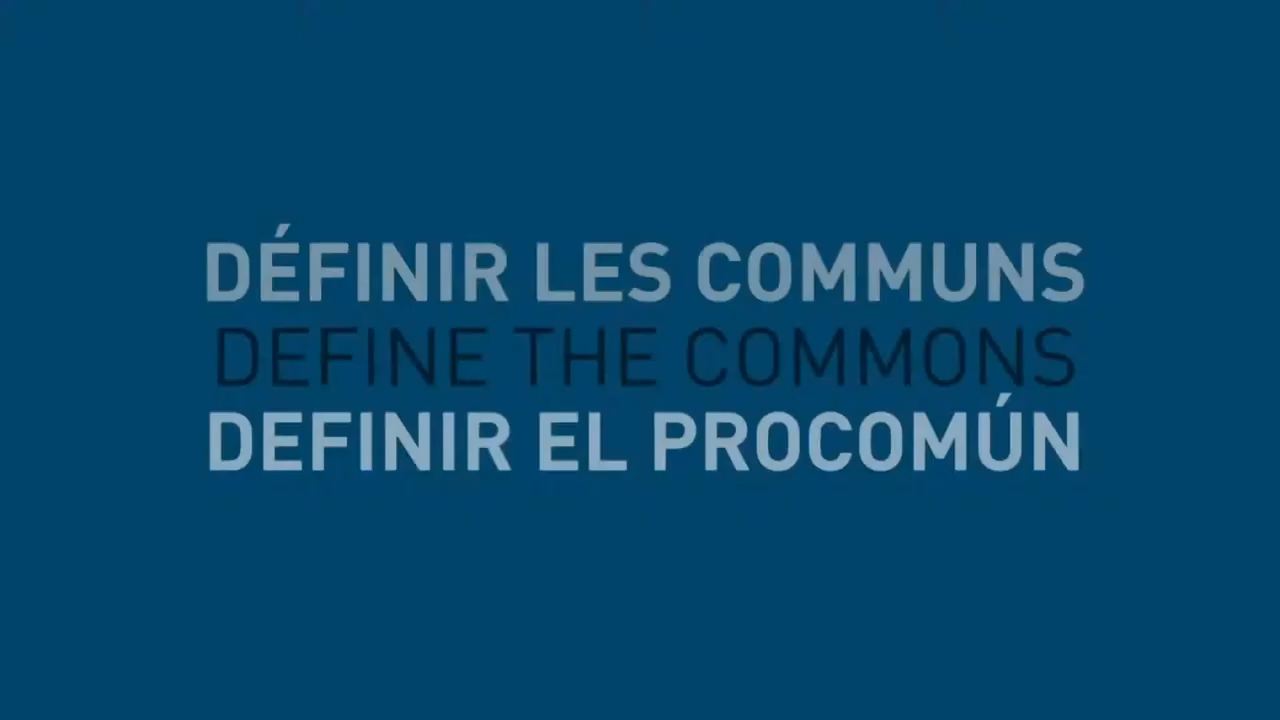 DÉFINIR LES COMMUNS
DEFINE THE COMMONS
DEFINIR EL PROCOMÚN